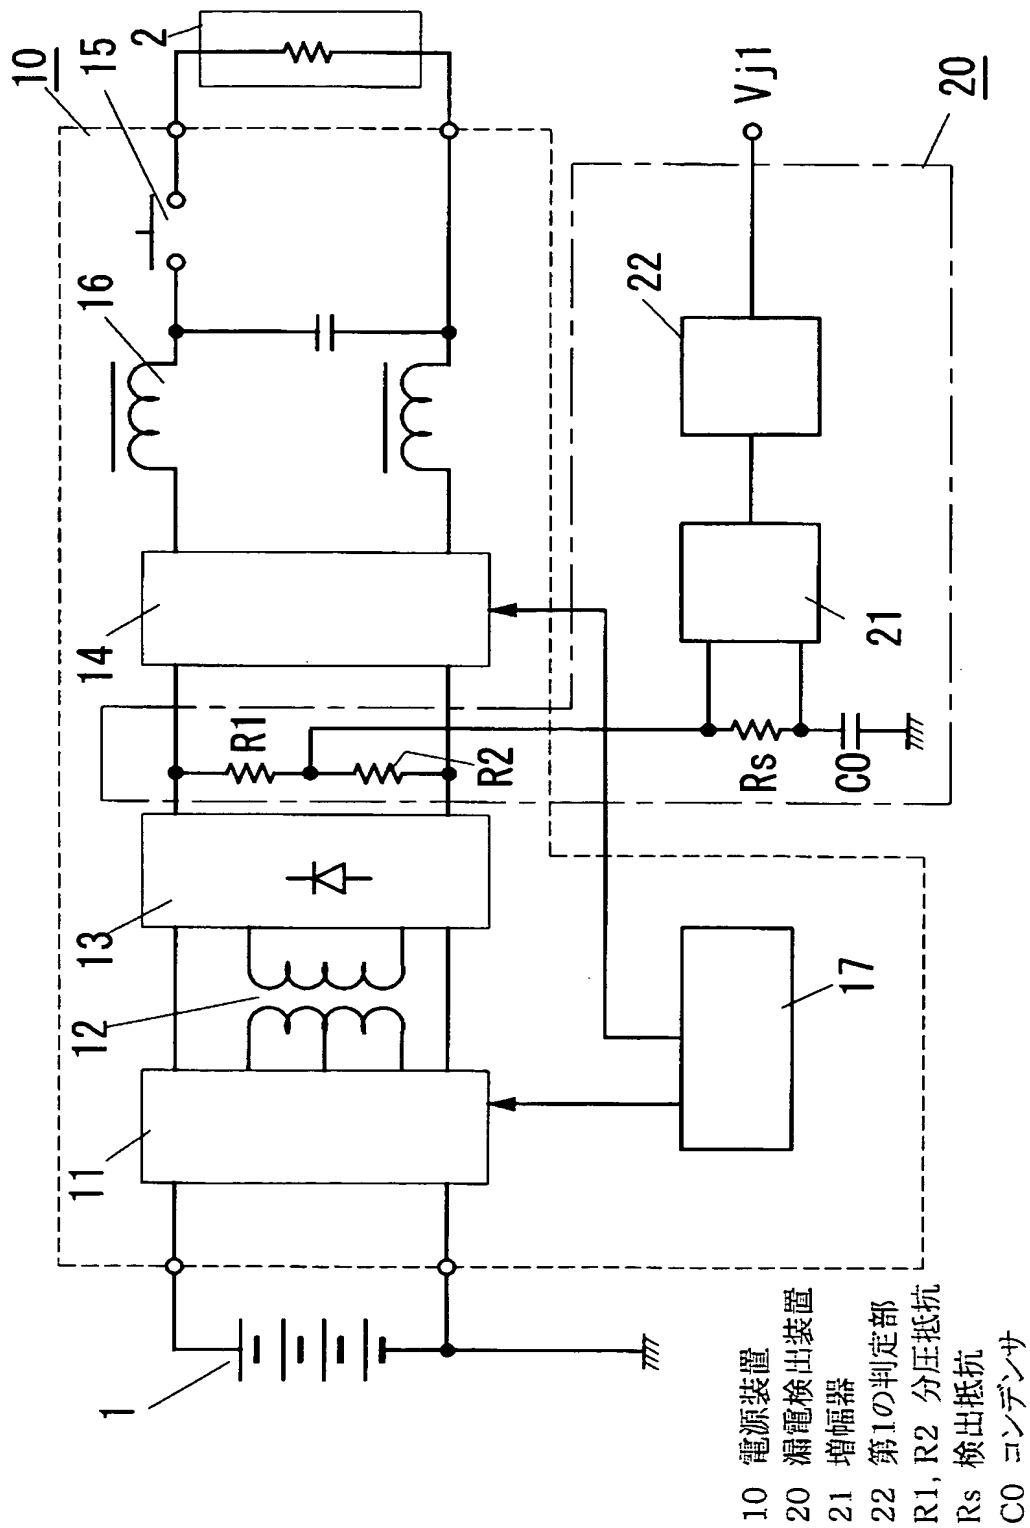 10
15
2
16
14
R1
R2
13
12
11
1
17
Rs
C0
21
22
Vj1
20
10 電源装置
20 漏電検出装置
21 増幅器
22 第1の判定部
R1, R2 分圧抵抗
Rs 検出抵抗
C0 コンデンサ